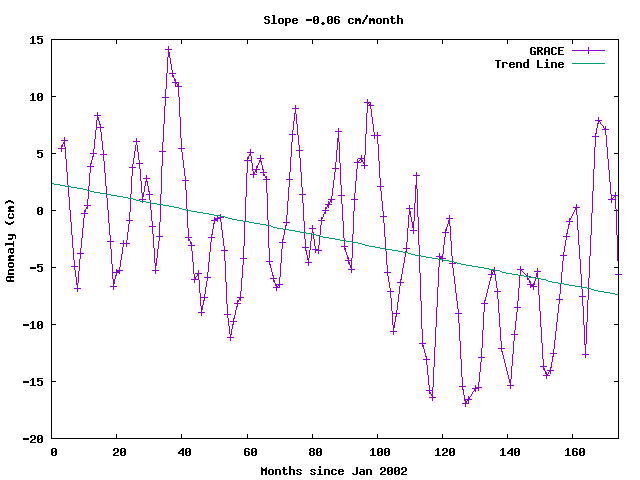 Slope -0.06 cm/month
GRACE
Trend Line
15
10
5
0
-5
-10
-15
-20
Anomaly (cm)
0 20 40 60 80 100 120 140 160
Months since Jan 2002